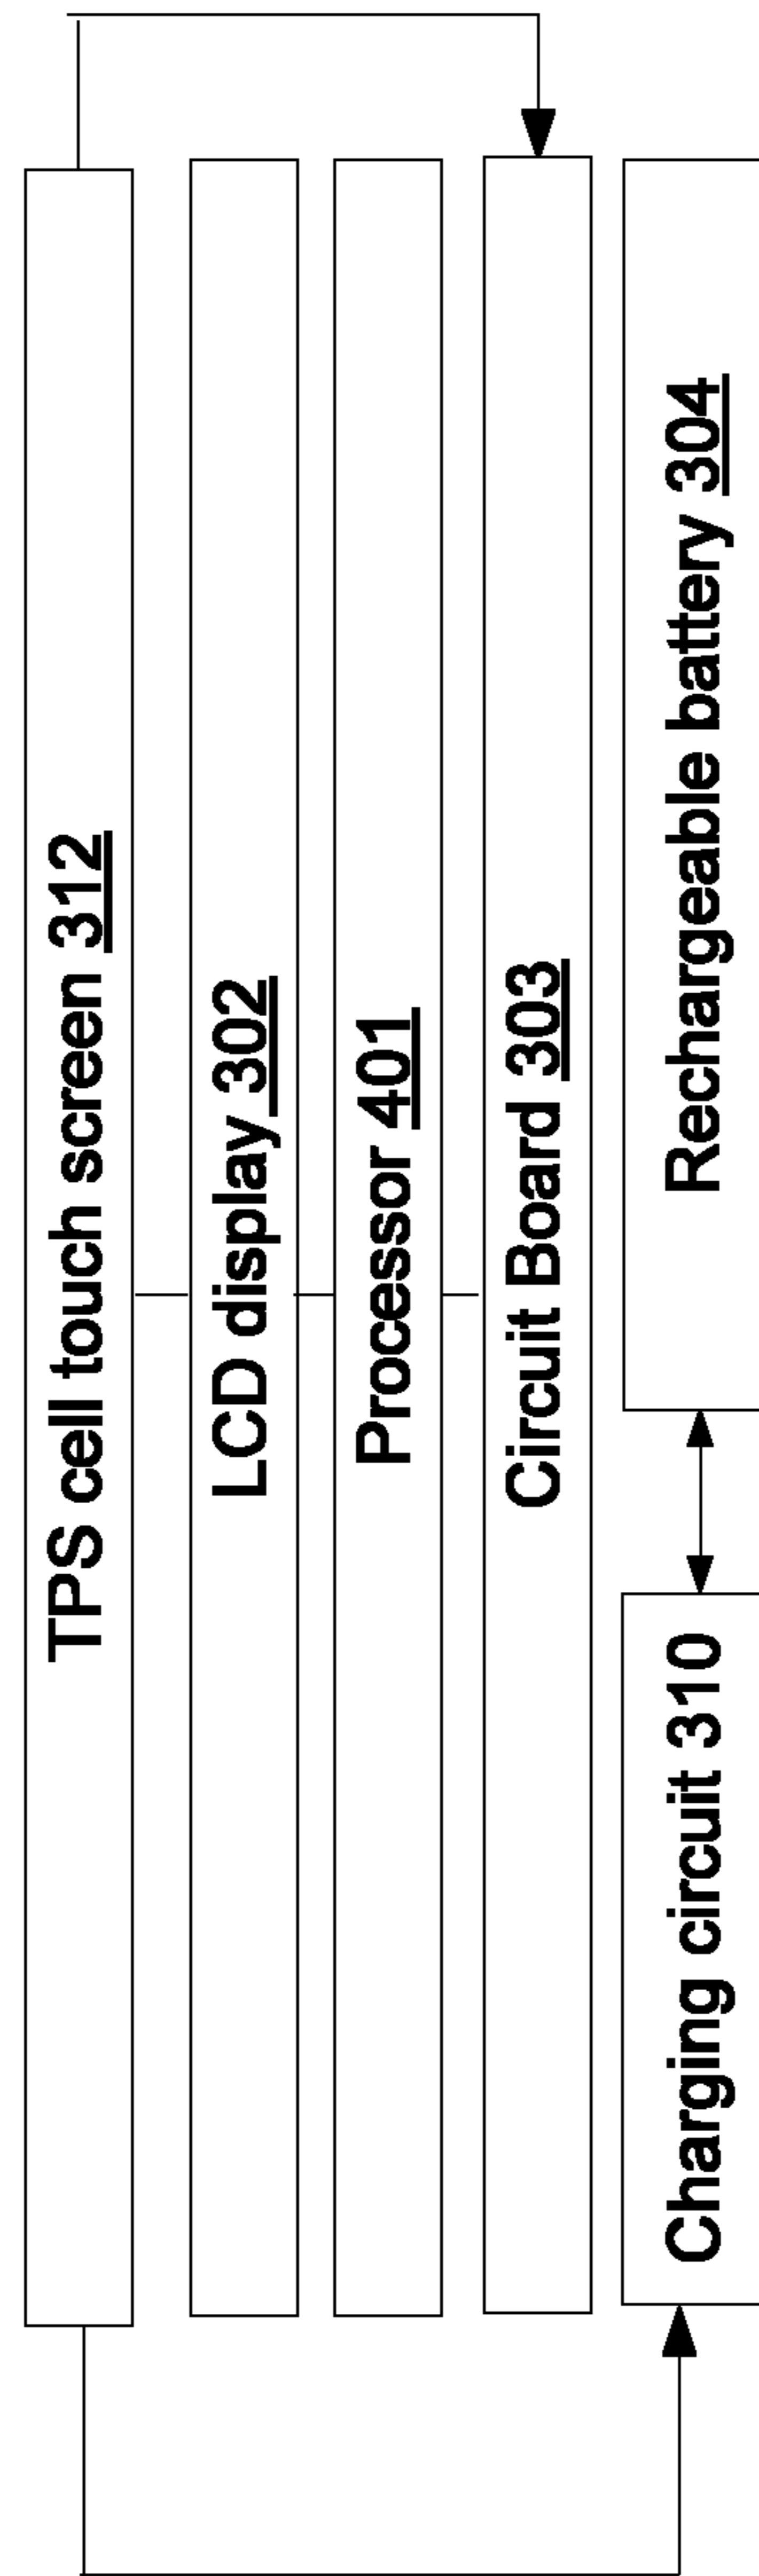 TPS cell touch screen 312
LCD display 302
Processor 401
Circuit Board 303
Charging circuit 310
Rechargeable battery 304